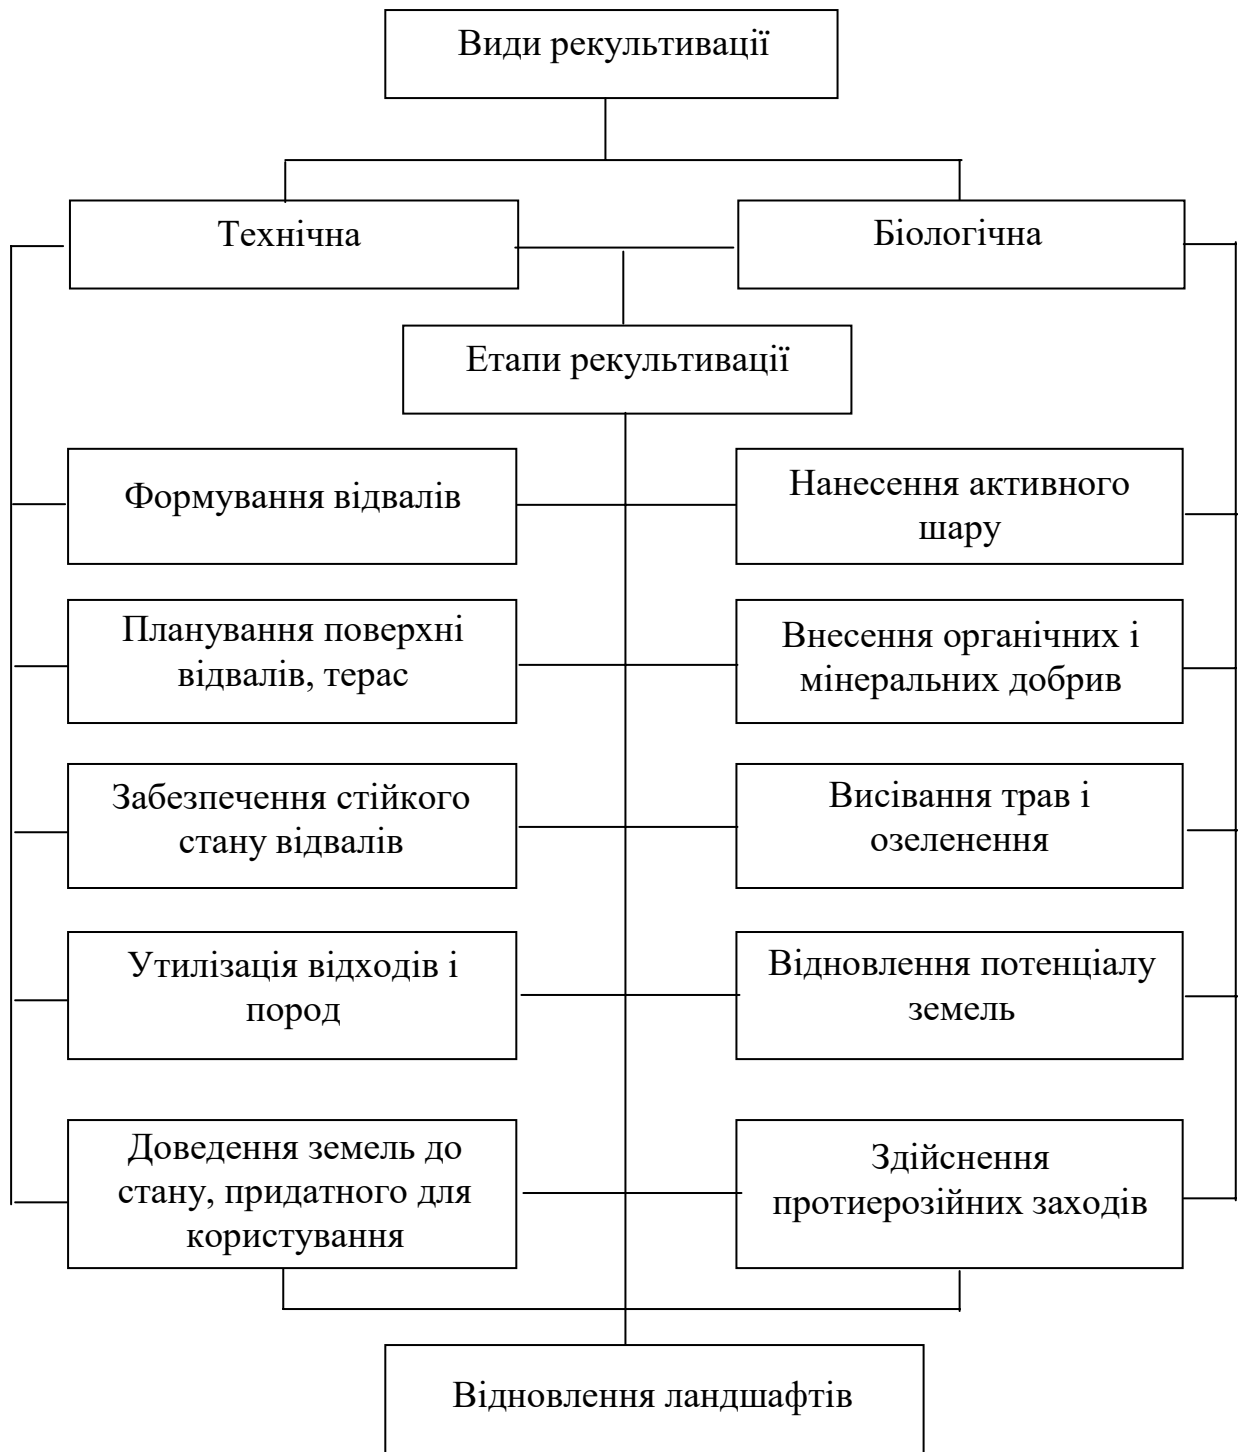 Види рекультивації
Технічна
Біологічна
Етапи рекультивації
Формування відвалів
Нанесення активного
шару
Планування поверхні
відвалів, терас
Внесення органічних і
мінеральних добрив
Забезпечення стійкого
стану відвалів
Висівання трав і
озеленення
Утилізація відходів і
пород
Відновлення потенціалу
земель
Доведення земель до
стану, придатного для
користування
Здійснення
протиерозійних заходів
Відновлення ландшафтів